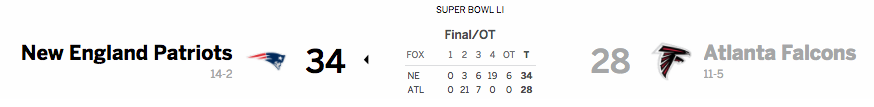 SUPER BOWL LI
Final/OT
New England Patriots 34
14-2
FOX 1 2 3 4 OT T
NE 0 3 6 19 6 34
ATL 0 21 7 0 0 28
28 Atlanta Falcons
11-5